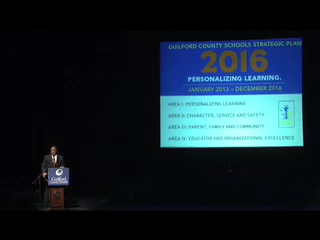 GUILFORD COUNTY SCHOOLS STRATEGIC PLAN
2016
PERSONALIZING LEARNING.
JANUARY 2013 – DECEMBER 2016
AREA I: PERSONALIZING LEARNING
AREA II: CHARACTER, SERVICE AND SAFETY
AREA III: PARENT, FAMILY AND COMMUNITY
AREA IV: EDUCATOR AND ORGANIZATIONAL EXCELLENCE
Guilford